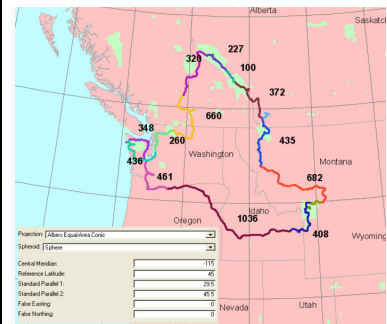 Alberta
Saskatc
227
320
100
372
660
348
260
435
Washington
436
Montana
461
682
Idaho
1036
Oregon
408
Wyoming
Projection: Albers Equal-Area Conic
Spheroid: Sphere
Central Meridian: -115
Reference Latitude: 45
Standard Parallel 1: 29.5
Standard Parallel 2: 45.5
False Easting: 0
False Northing: 0
Nevada
Utah